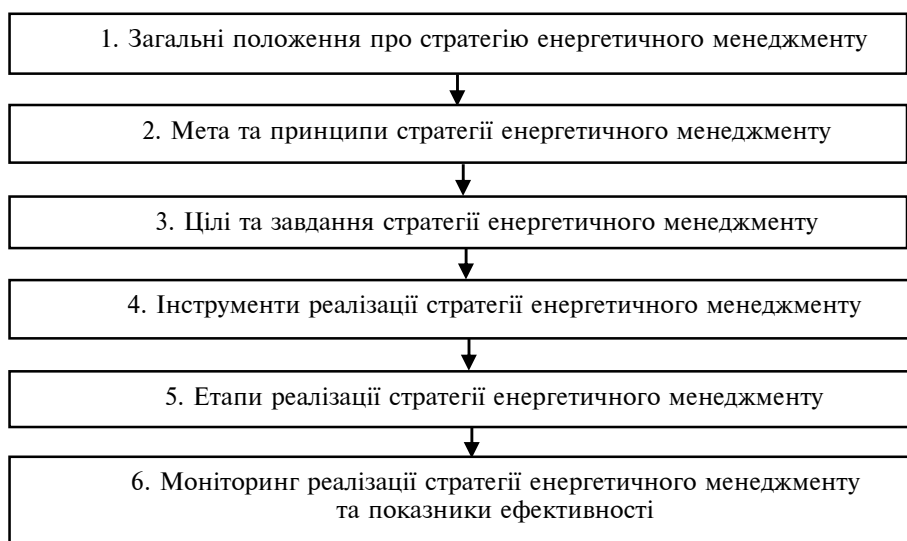 1. Загальні положення про стратегію енергетичного менеджменту
2. Мета та принципи стратегії енергетичного менеджменту
3. Цілі та завдання стратегії енергетичного менеджменту
4. Інструменти реалізації стратегії енергетичного менеджменту
5. Етапи реалізації стратегії енергетичного менеджменту
6. Моніторинг реалізації стратегії енергетичного менеджменту
та показники ефективності